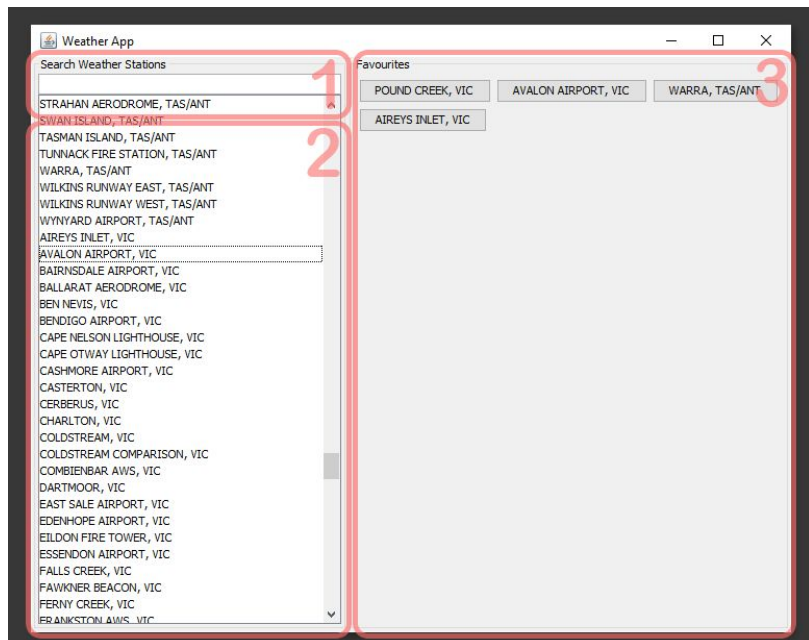 Weather App
Search Weather Stations
1
STRAHAN AERODROME, TAS/ANT
SWAN ISLAND, TAS/ANT
2
TASMAN ISLAND, TAS/ANT
TUNNACK FIRE STATION, TAS/ANT
WARRA, TAS/ANT
WILKINS RUNWAY EAST, TAS/ANT
WILKINS RUNWAY WEST, TAS/ANT
WYNYARD AIRPORT, TAS/ANT
AIREYS INLET, VIC
AVALON AIRPORT, VIC
BAIRNSDALE AIRPORT, VIC
BALLARAT AERODROME, VIC
BEN NEVIS, VIC
BENDIGO AIRPORT, VIC
CAPE NELSON LIGHTHOUSE, VIC
CAPE OTWAY LIGHTHOUSE, VIC
CASHMORE AIRPORT, VIC
CASTERTON, VIC
CERBERUS, VIC
CHARLTON, VIC
COLDSTREAM, VIC
COLDSTREAM COMPARISON, VIC
COMBIENBAR AWS, VIC
DARTMOOR, VIC
EAST SALE AIRPORT, VIC
EDENHOPE AIRPORT, VIC
EILDON FIRE TOWER, VIC
ESSENDON AIRPORT, VIC
FALLS CREEK, VIC
FAWKNER BEACON, VIC
FERNY CREEK, VIC
FRANKSTON AWS, VIC
Favourites
3
POUND CREEK, VIC AVALON AIRPORT, VIC WARRA, TAS/ANT
AIREYS INLET, VIC